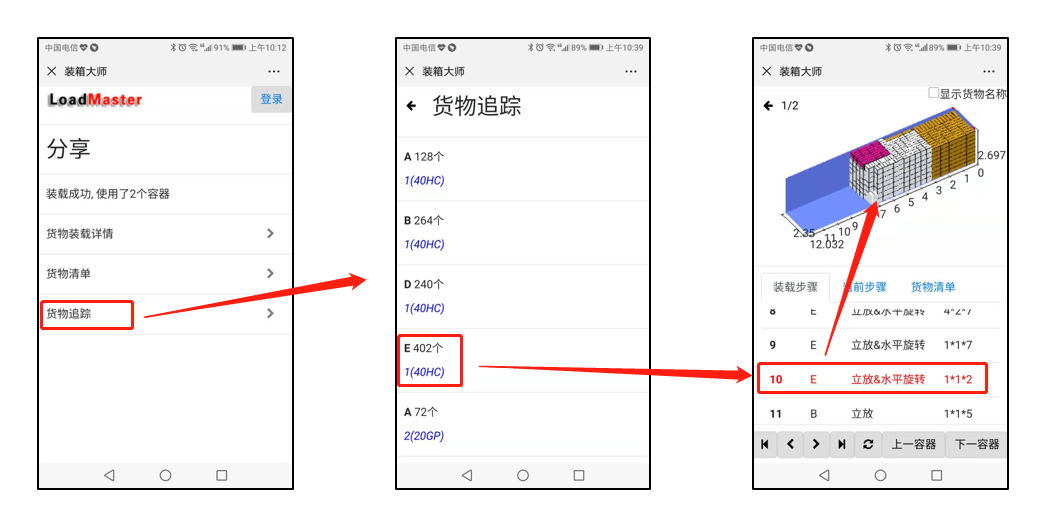 中国电信 91% 上午10:12
装箱大师
LoadMaster 登录
分享
装载成功, 使用了2个容器
货物装载详情
货物清单
货物追踪
中国电信 89% 上午10:39
装箱大师
货物追踪
A 128个
1(40HC)
B 264个
1(40HC)
D 240个
1(40HC)
E 402个
1(40HC)
A 72个
2(20GP)
中国电信 89% 上午10:39
装箱大师
显示货物名称
1/2
2.697
0
1
2
3
4
5
6
7
9
10
11
2.35
12.032
装载步骤 当前步骤 货物清单
8 E 立放&水平旋转 4*2*7
9 E 立放&水平旋转 1*1*7
10 E 立放&水平旋转 1*1*2
11 B 立放 1*1*5
上一容器 下一容器